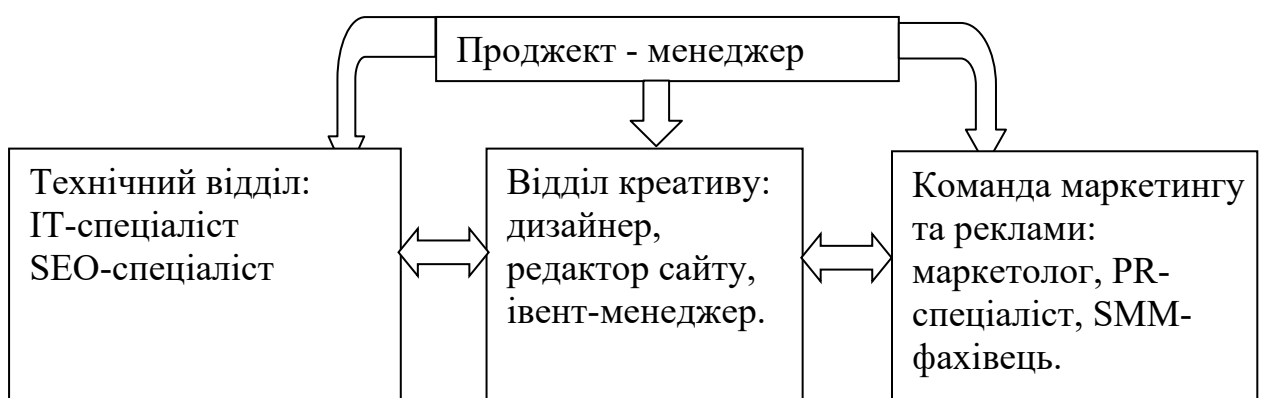 Проджект - менеджер
Технічний відділ:
ІТ-спеціаліст
SEO-спеціаліст
Відділ креативу:
дизайнер,
редактор сайту,
івент-менеджер.
Команда маркетингу
та реклами:
маркетолог, PR-
спеціаліст, SMM-
фахівець.